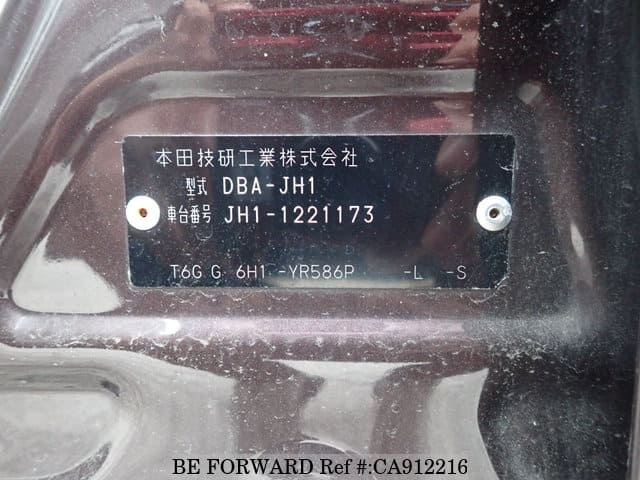 本田技研工業株式会社
型式 DBA-JH1
車台番号 JH1-1221173
T6G G 6H1 -YR586P -L -S
BE FORWARD Ref #:CA912216